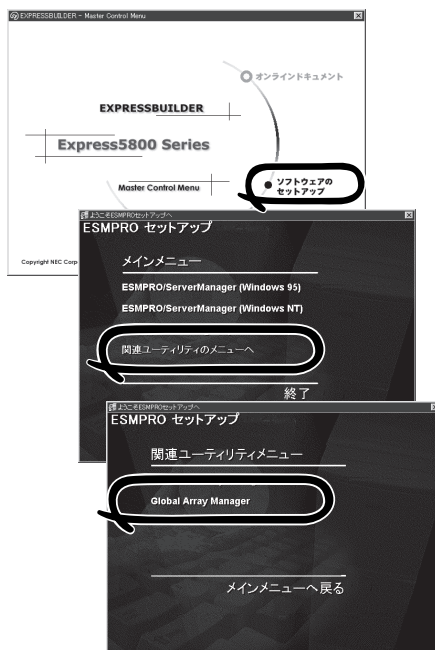 EXPRESSBUILDER - Master Control Menu
オンラインドキュメント
EXPRESSBUILDER
Express5800 Series
ソフトウェアの
セットアップ
Master Control Menu
Copyright NEC Corp
ようこそESMPROセットアップへ
ESMPRO セットアップ
メインメニュー
ESMPRO/ServerManager (Windows 95)
ESMPRO/ServerManager (Windows NT)
関連ユーティリティのメニューへ
終了
ようこそESMPROセットアップへ
ESMPRO セットアップ
関連ユーティリティメニュー
Global Array Manager
メインメニューへ戻る